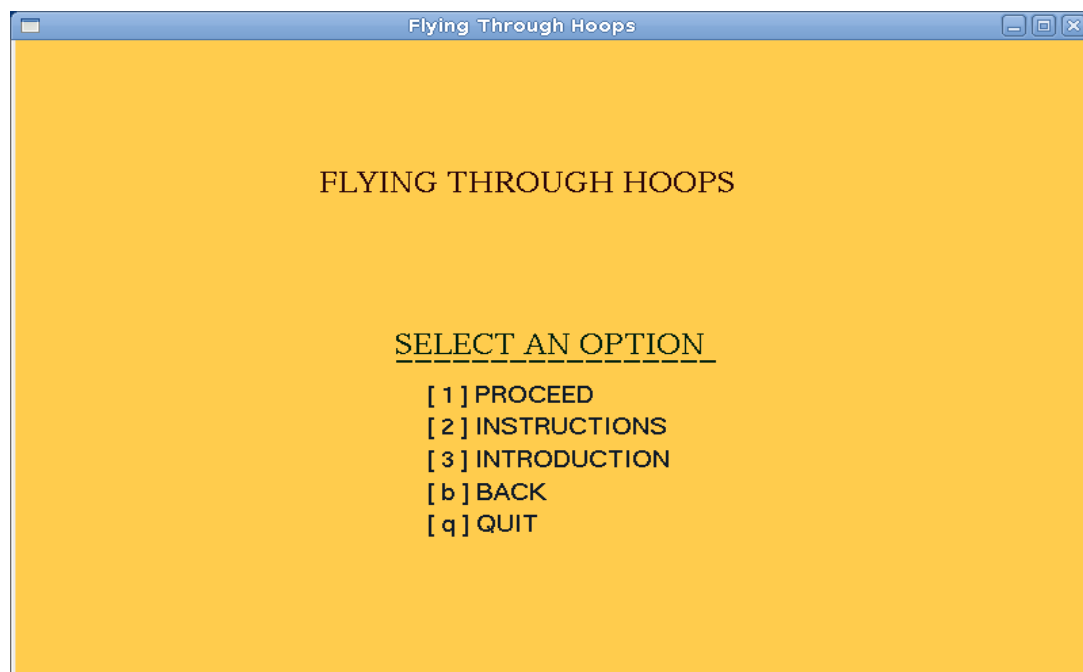 Flying Through Hoops
FLYING THROUGH HOOPS
SELECT AN OPTION
[ 1 ] PROCEED
[ 2 ] INSTRUCTIONS
[ 3 ] INTRODUCTION
[ b ] BACK
[ q ] QUIT